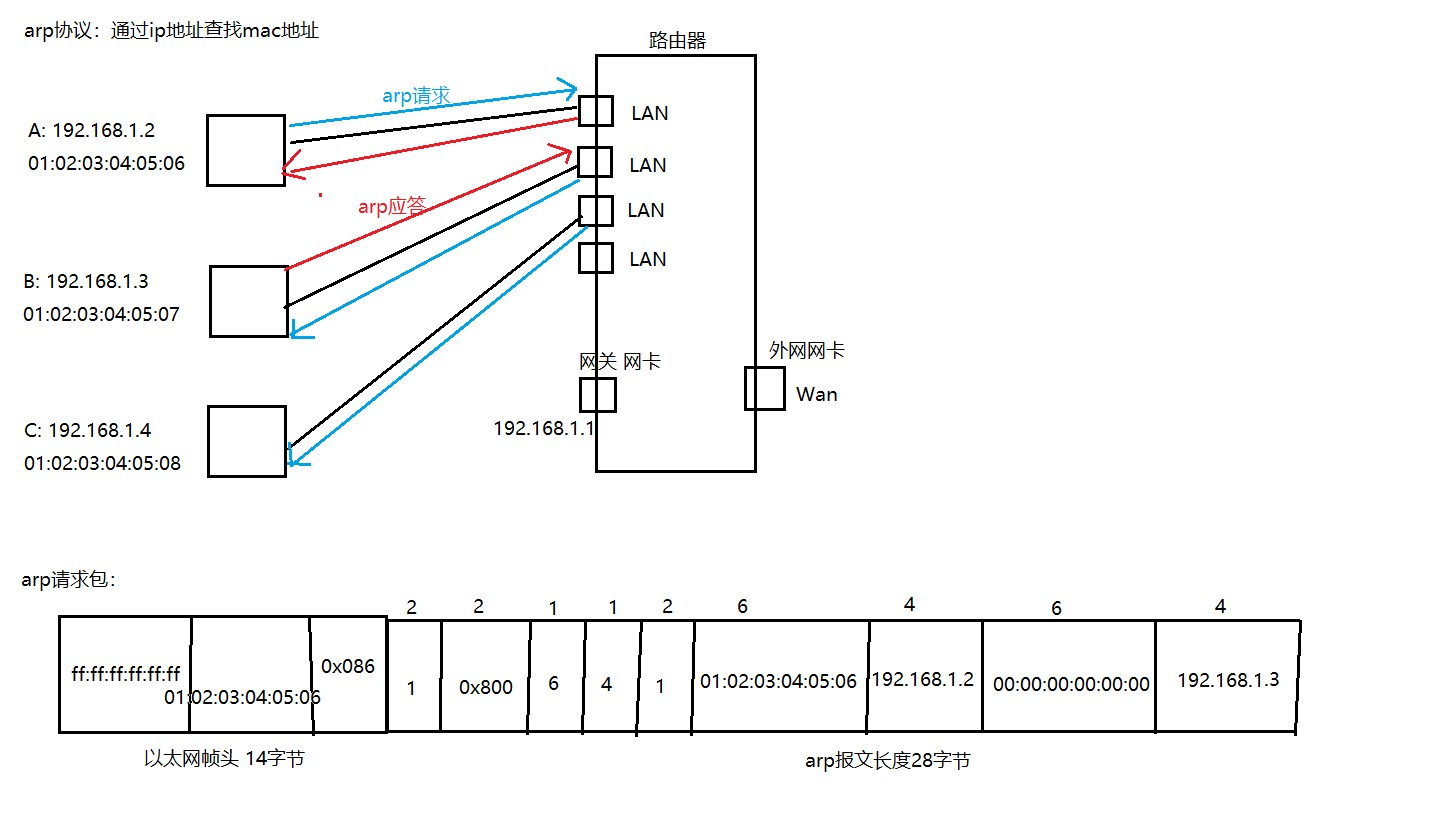 arp协议：通过ip地址查找mac地址
路由器
arp请求
LAN
A: 192.168.1.2
01:02:03:04:05:06
LAN
arp应答
LAN
LAN
B: 192.168.1.3
01:02:03:04:05:07
网关 网卡
外网网卡
Wan
192.168.1.1
C: 192.168.1.4
01:02:03:04:05:08
arp请求包：
2 2 1 1 2 6 4 6 4
ff:ff:ff:ff:ff:ff 01:02:03:04:05:06 0x086 1 0x800 6 4 1 01:02:03:04:05:06 192.168.1.2 00:00:00:00:00:00 192.168.1.3
以太网帧头 14字节
arp报文长度28字节